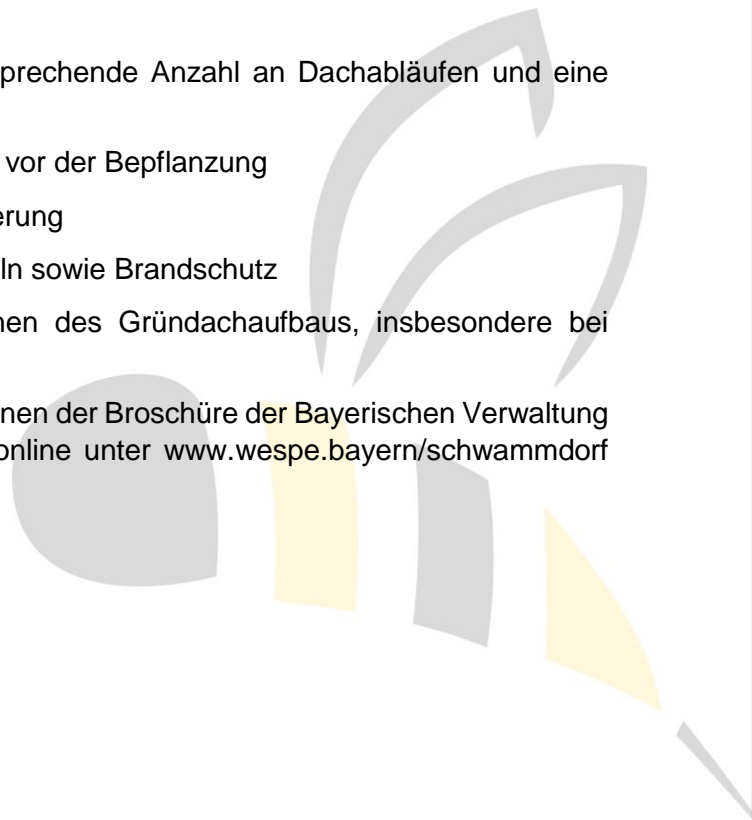 prechende Anzahl an Dachabläufen und eine
vor der Bepflanzung
erung
ln sowie Brandschutz
nen des Gründachaufbaus, insbesondere bei
nen der Broschüre der Bayerischen Verwaltung
online unter www.wespe.bayern/schwammdorf